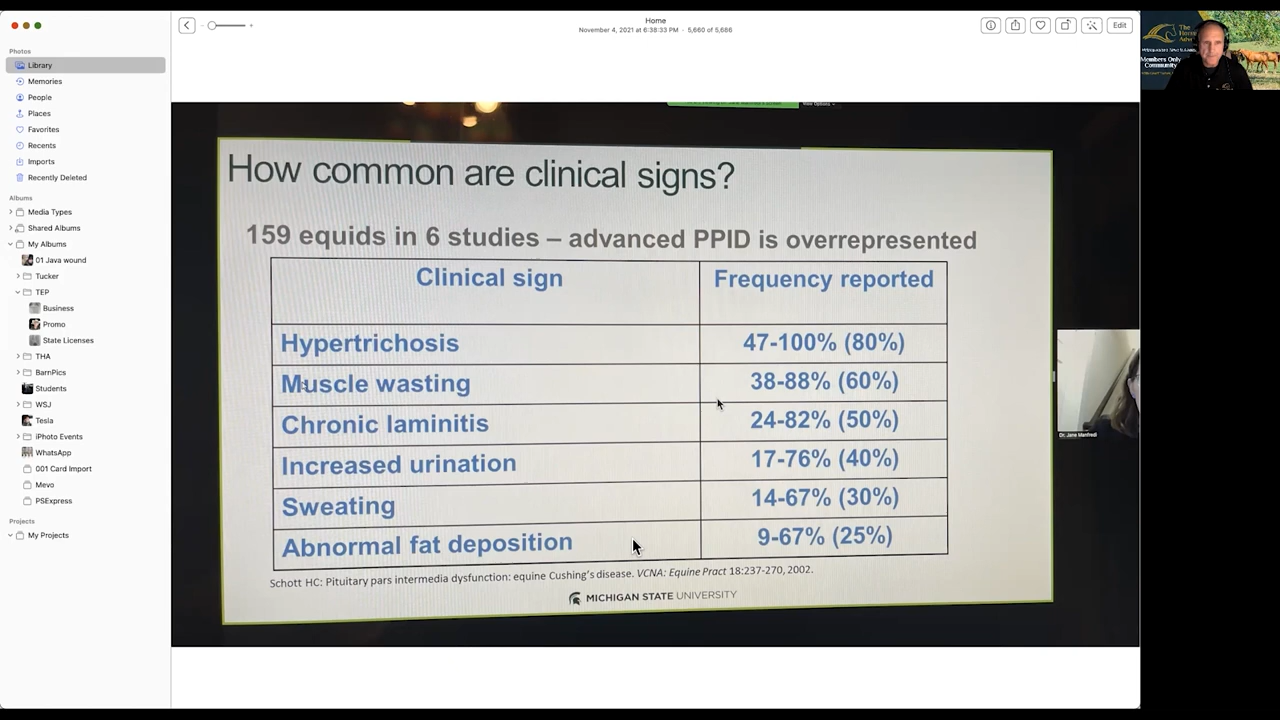 Home
November 4, 2021 at 6:38:33 PM · 5,660 of 5,686
Edit
Photos
Library
Memories
People
Places
Favorites
Recents
Imports
Recently Deleted
Albums
Media Types
Shared Albums
My Albums
01 Java wound
Tucker
TEP
Business
Promo
State Licenses
THA
BarnPics
Students
WSJ
Tesla
iPhoto Events
WhatsApp
001 Card Import
Mevo
PSExpress
Projects
My Projects
View Options
How common are clinical signs?
159 equids in 6 studies – advanced PPID is overrepresented
Clinical sign Frequency reported
Hypertrichosis 47-100% (80%)
Muscle wasting 38-88% (60%)
Chronic laminitis 24-82% (50%)
Increased urination 17-76% (40%)
Sweating 14-67% (30%)
Abnormal fat deposition 9-67% (25%)
Schott HC: Pituitary pars intermedia dysfunction: equine Cushing's disease. VCNA: Equine Pract 18:237-270, 2002.
MICHIGAN STATE UNIVERSITY
The
Members Only
Community
Dr. Jane Manfredi